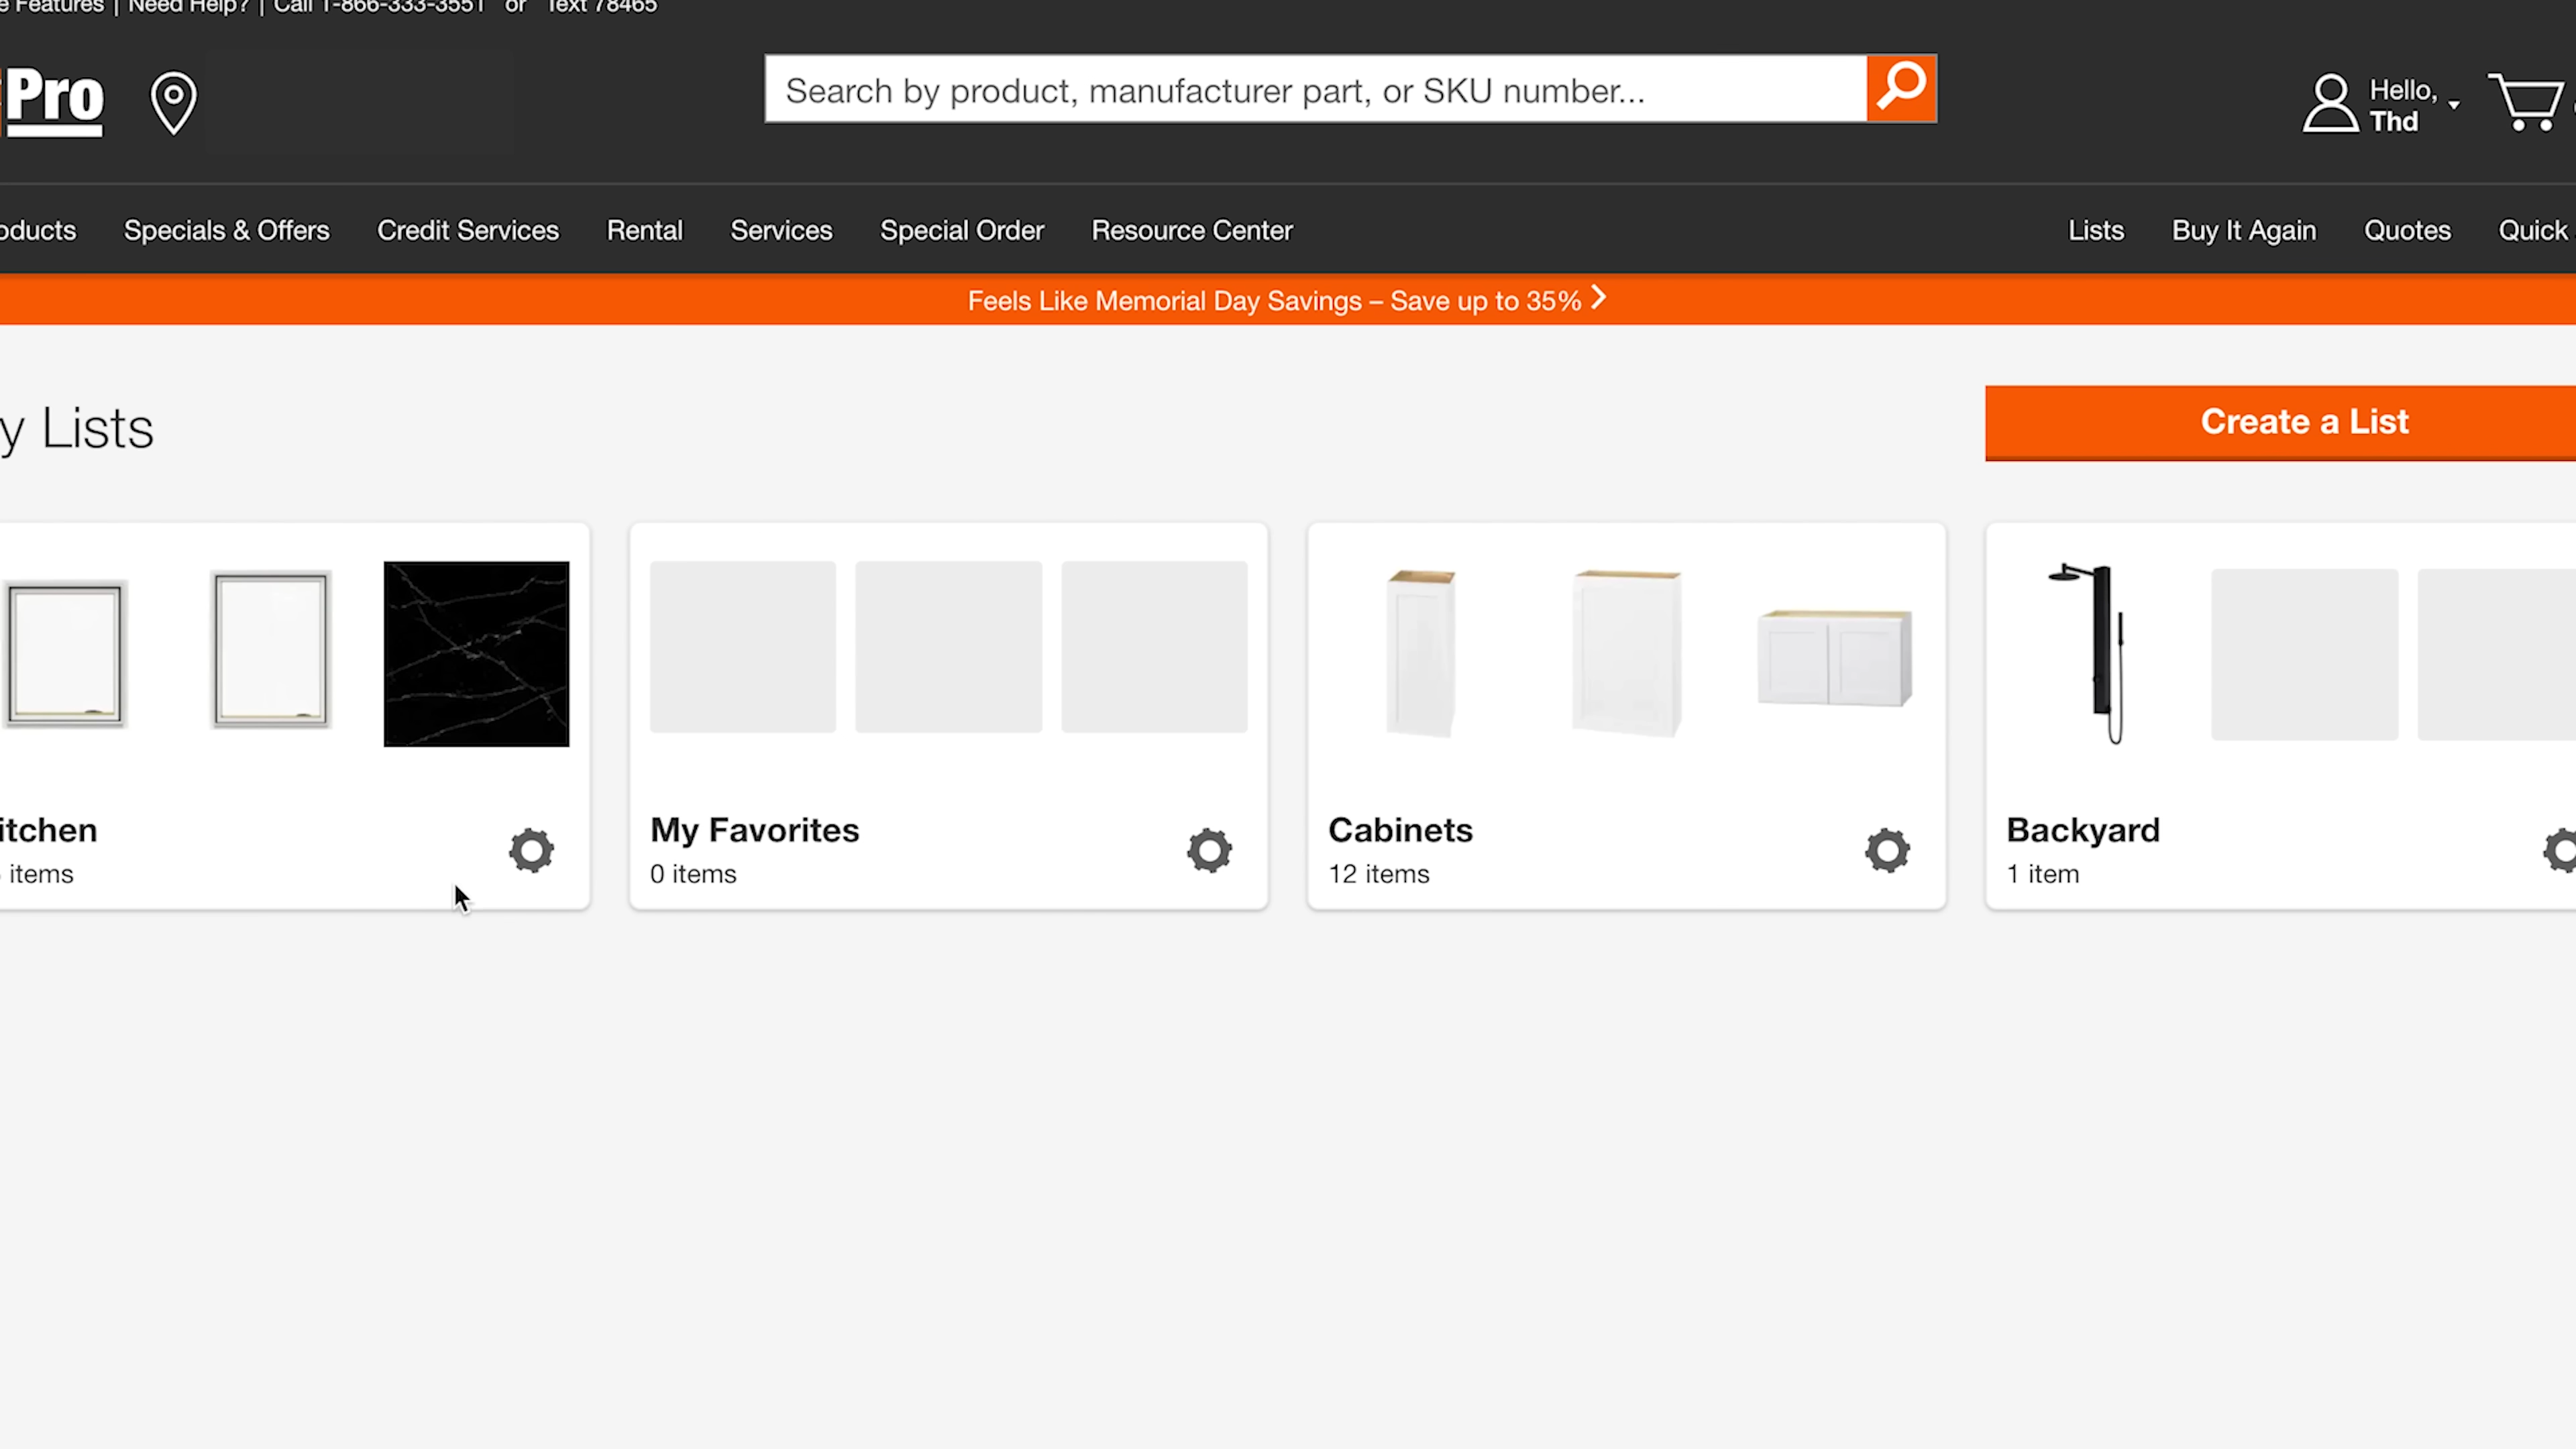 Features | Need Help? | Call 1-866-333-3551 or Text 78465
Pro
Search by product, manufacturer part, or SKU number...
Hello,
Thd
oducts Specials & Offers Credit Services Rental Services Special Order Resource Center Lists Buy It Again Quotes Quick
Feels Like Memorial Day Savings – Save up to 35%
y Lists
Create a List
itchen
items
My Favorites
0 items
Cabinets
12 items
Backyard
1 item